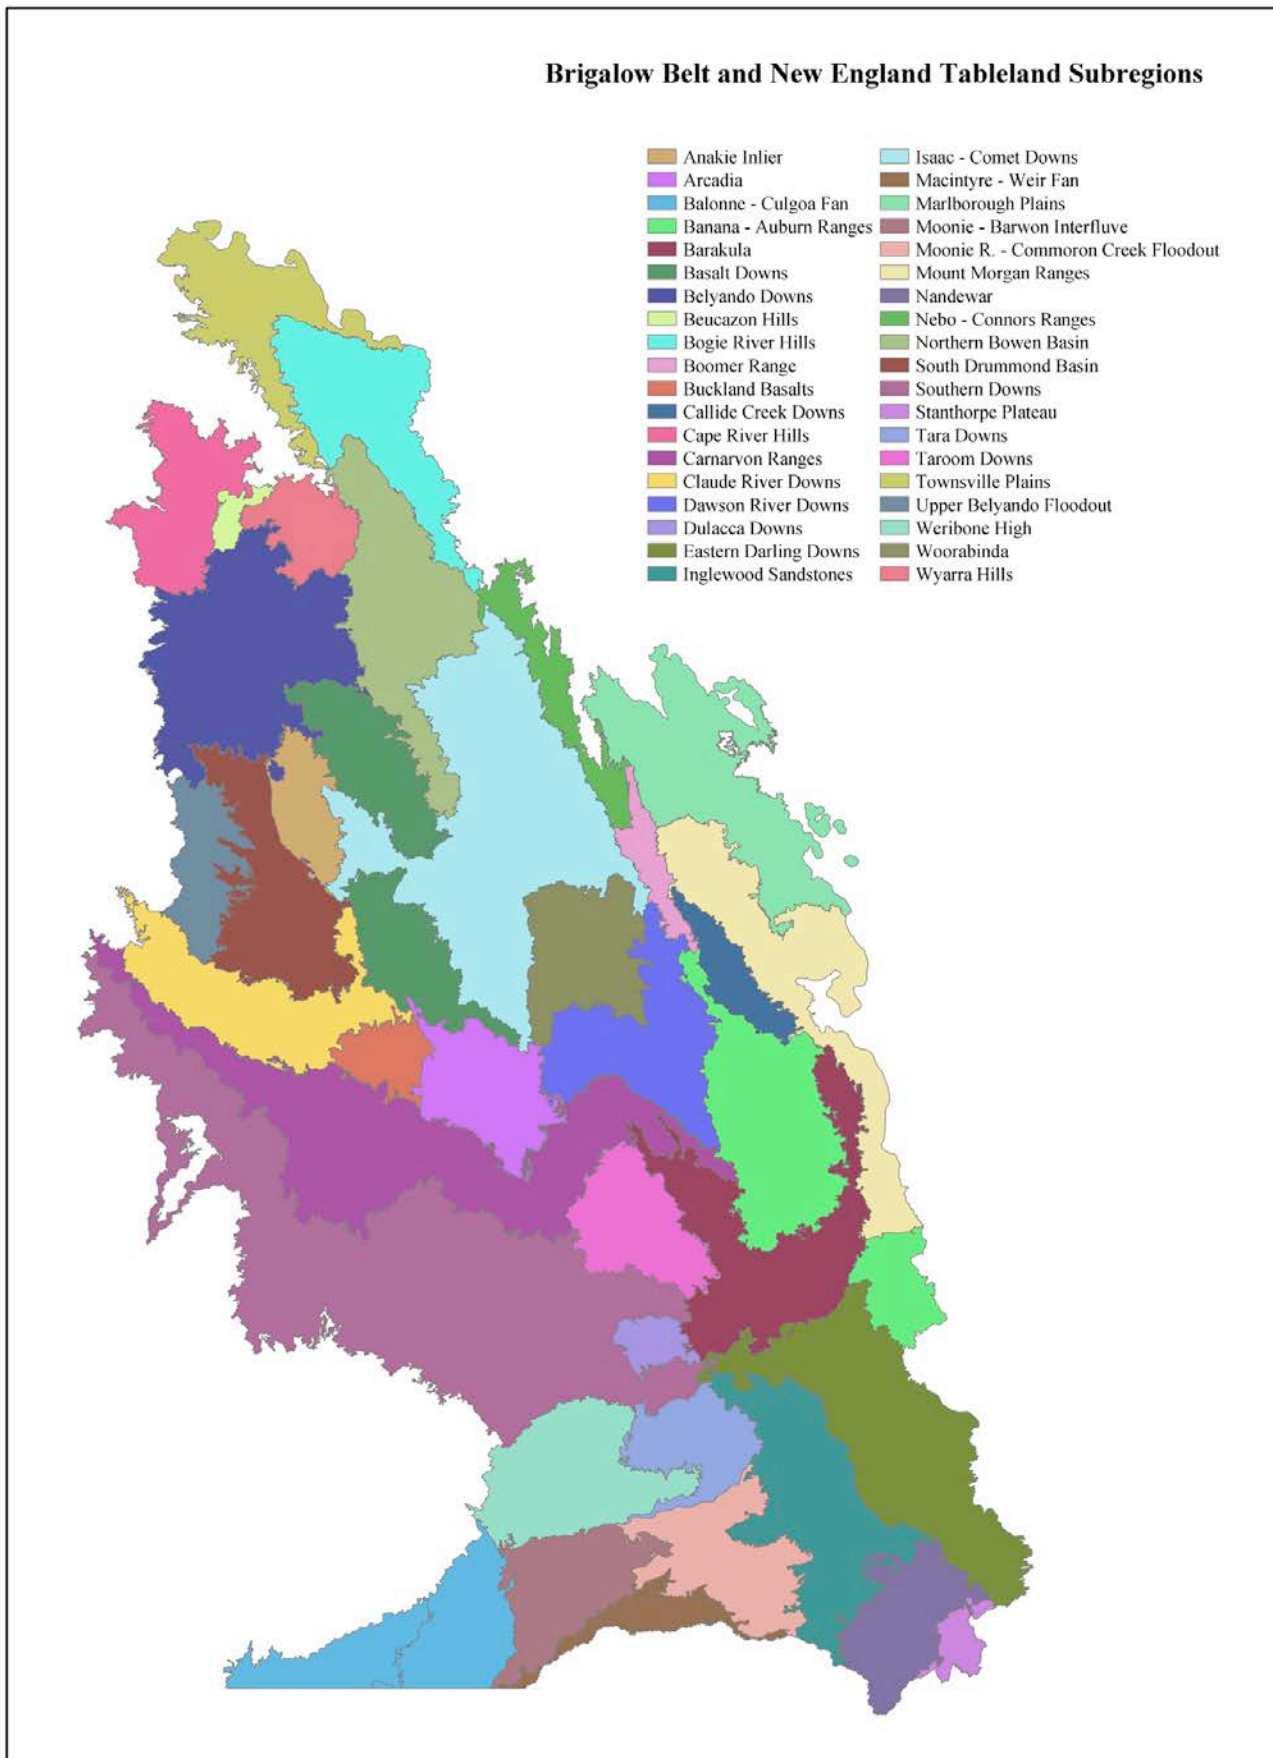 Brigalow Belt and New England Tableland Subregions
Anakie Inlier
Arcadia
Balonne - Culgoa Fan
Banana - Auburn Ranges
Barakula
Basalt Downs
Belyando Downs
Beucazon Hills
Bogie River Hills
Boomer Range
Buckland Basalts
Callide Creek Downs
Cape River Hills
Carnarvon Ranges
Claude River Downs
Dawson River Downs
Dulacca Downs
Eastern Darling Downs
Inglewood Sandstones
Isaac - Comet Downs
Macintyre - Weir Fan
Marlborough Plains
Moonie - Barwon Interfluve
Moonie R. - Commoron Creek Floodout
Mount Morgan Ranges
Nandewar
Nebo - Connors Ranges
Northern Bowen Basin
South Drummond Basin
Southern Downs
Stanthorpe Plateau
Tara Downs
Taroom Downs
Townsville Plains
Upper Belyando Floodout
Weribone High
Woorabinda
Wyarra Hills